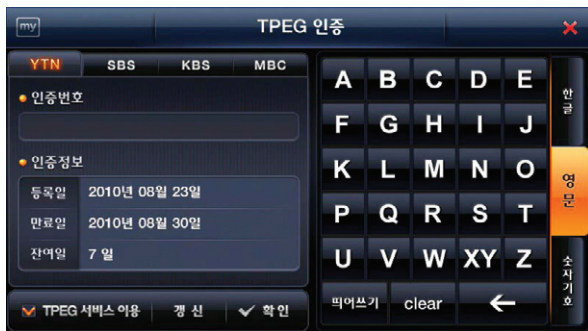 my
TPEG 인증
YTN SBS KBS MBC
인증번호
인증정보
등록일 2010년 08월 23일
만료일 2010년 08월 30일
잔여일 7 일
TPEG 서비스 이용 갱 신 확 인
A B C D E
F G H I J
K L M N O
P Q R S T
U V W XY Z
띄어쓰기 clear ←
한글
영문
숫자기호